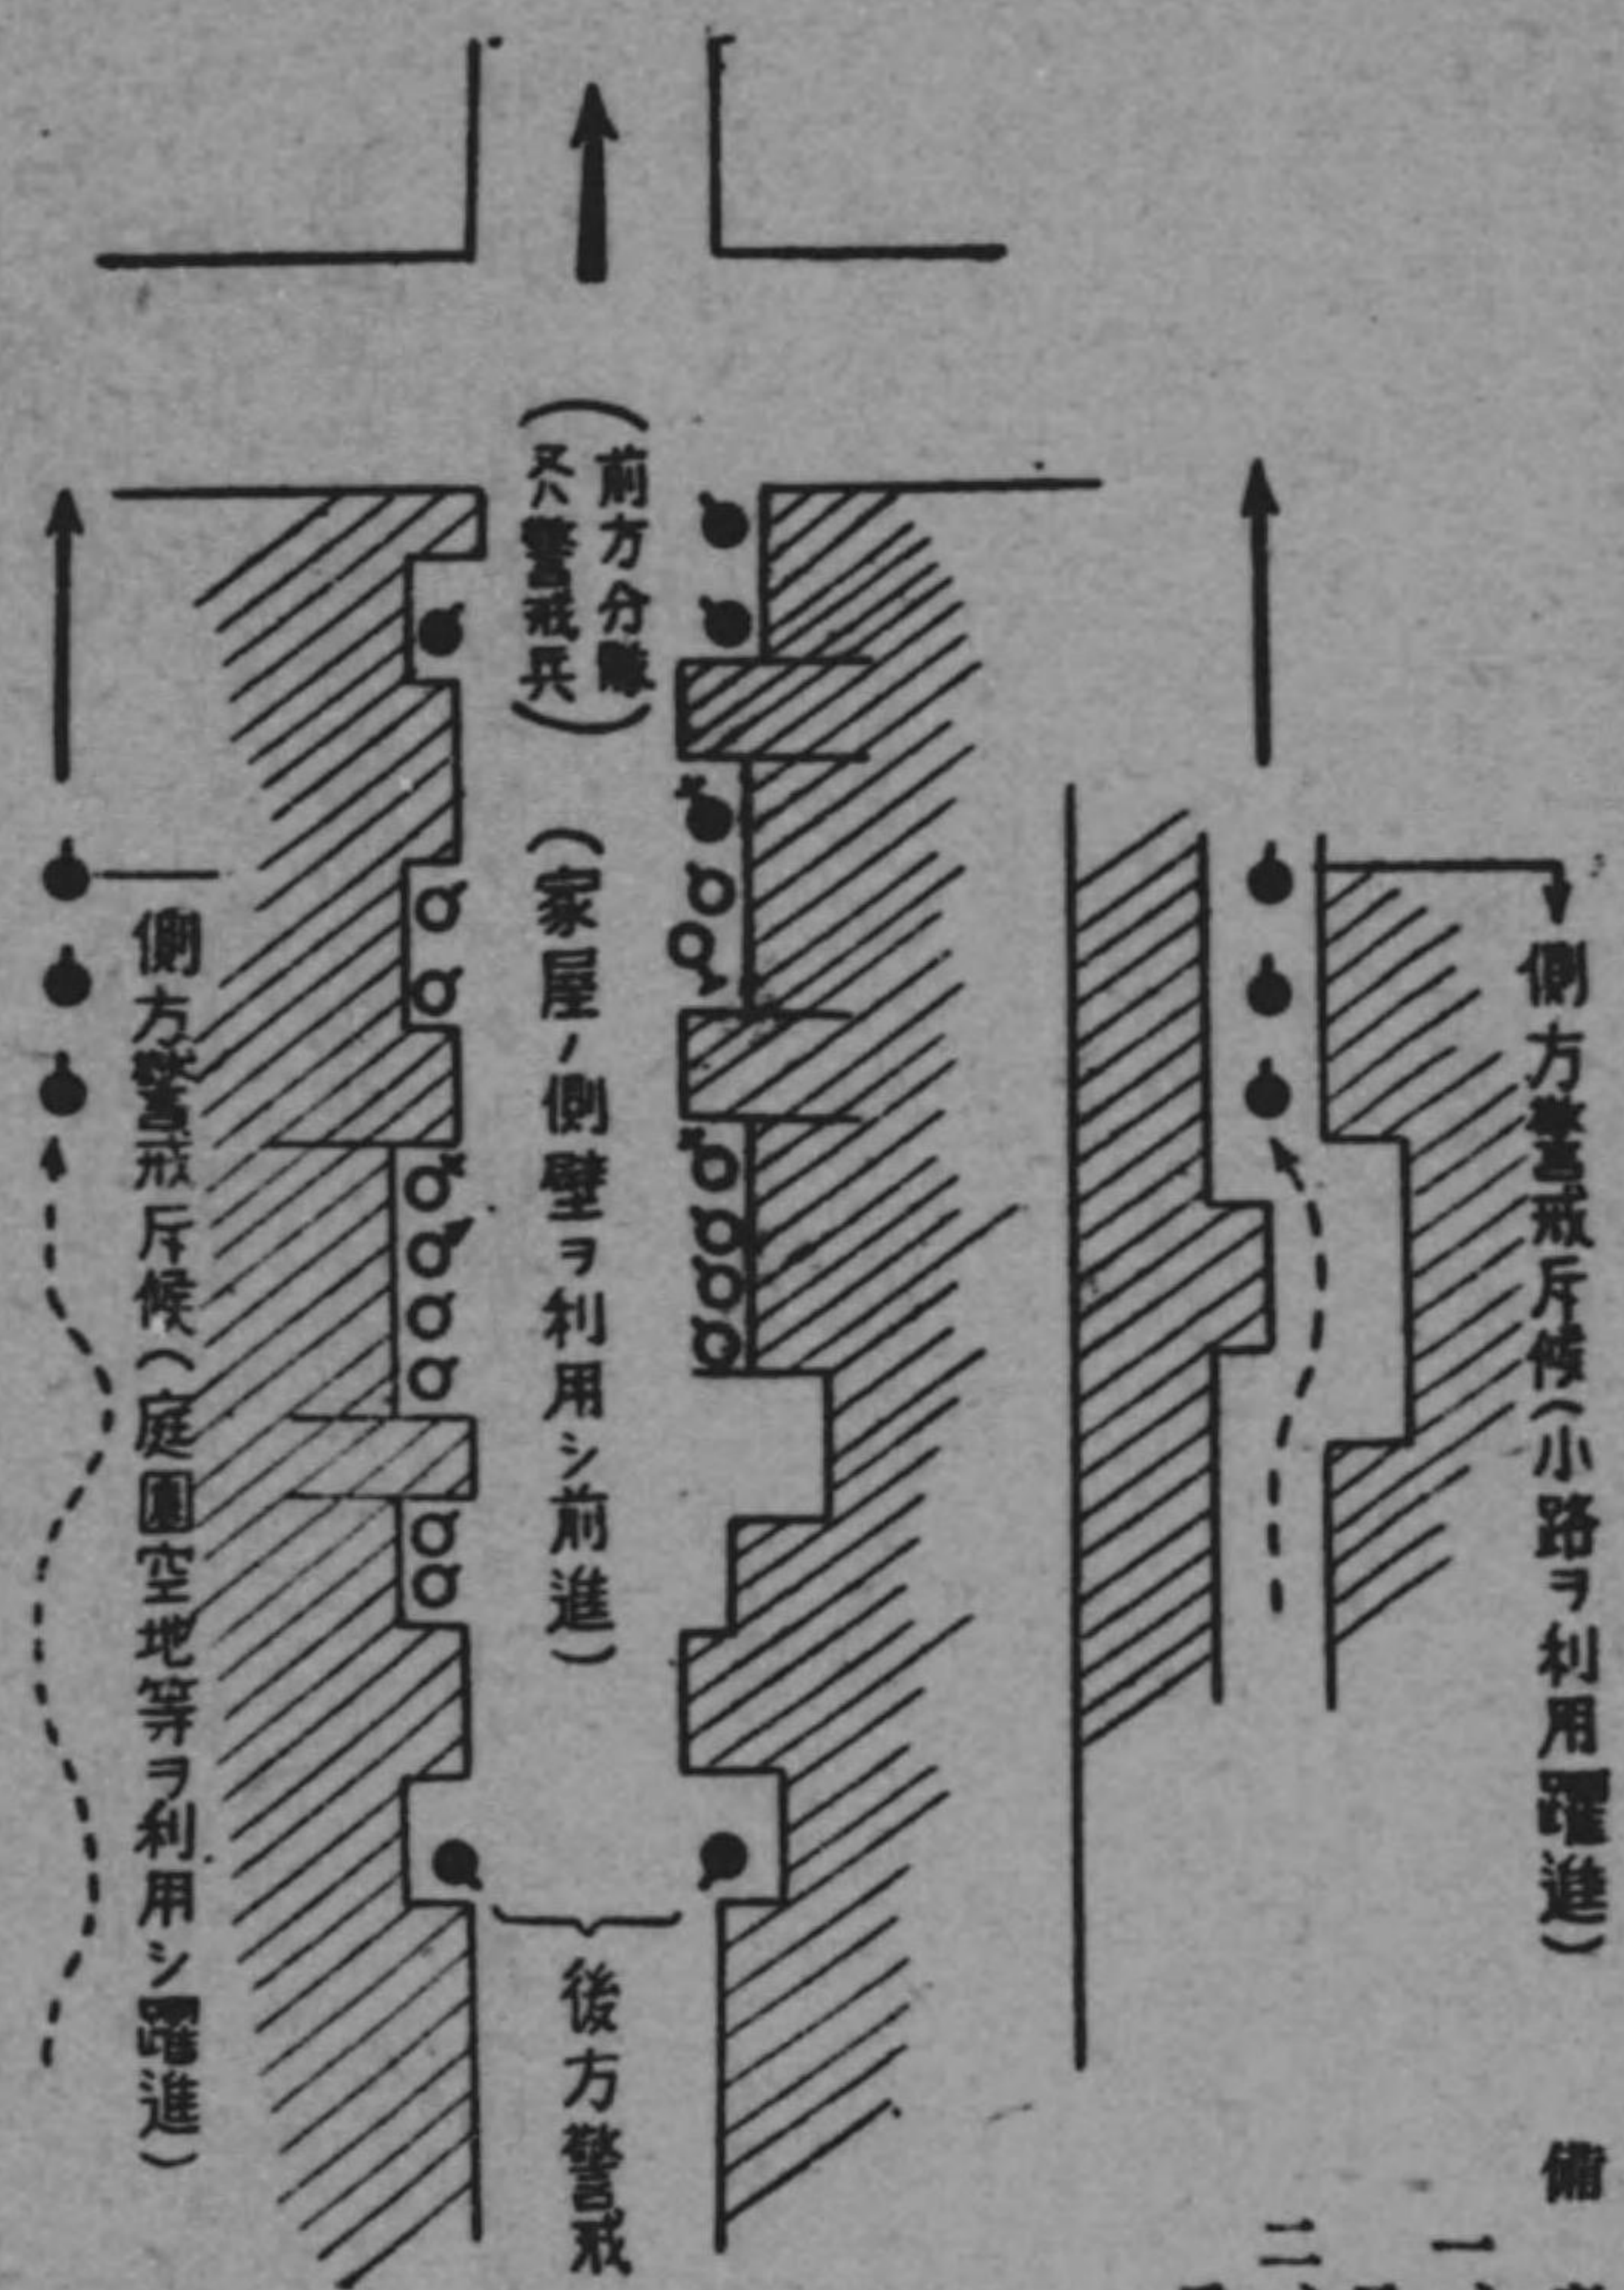 側方警戒斥候(小路ヲ利用躍進)
備
一
二
(前方分隊
又ハ警戒兵)
(家屋ノ側壁ヲ利用シ前進)
後方警戒
側方警戒斥候(庭園空地等ヲ利用シ躍進)